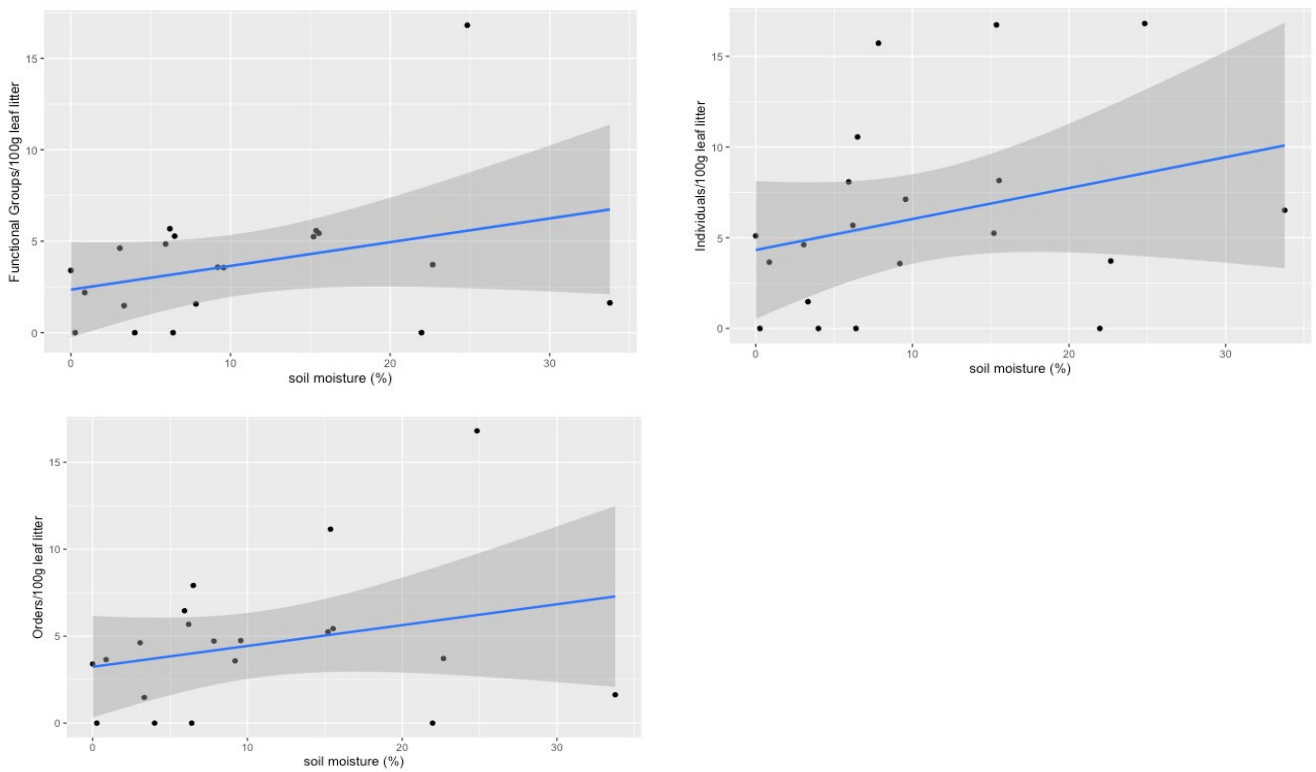 Functional Groups/100g leaf litter
15
10
5
0
0 10 20 30
soil moisture (%)
Individuals/100g leaf litter
15
10
5
0
0 10 20 30
soil moisture (%)
Orders/100g leaf litter
15
10
5
0
0 10 20 30
soil moisture (%)